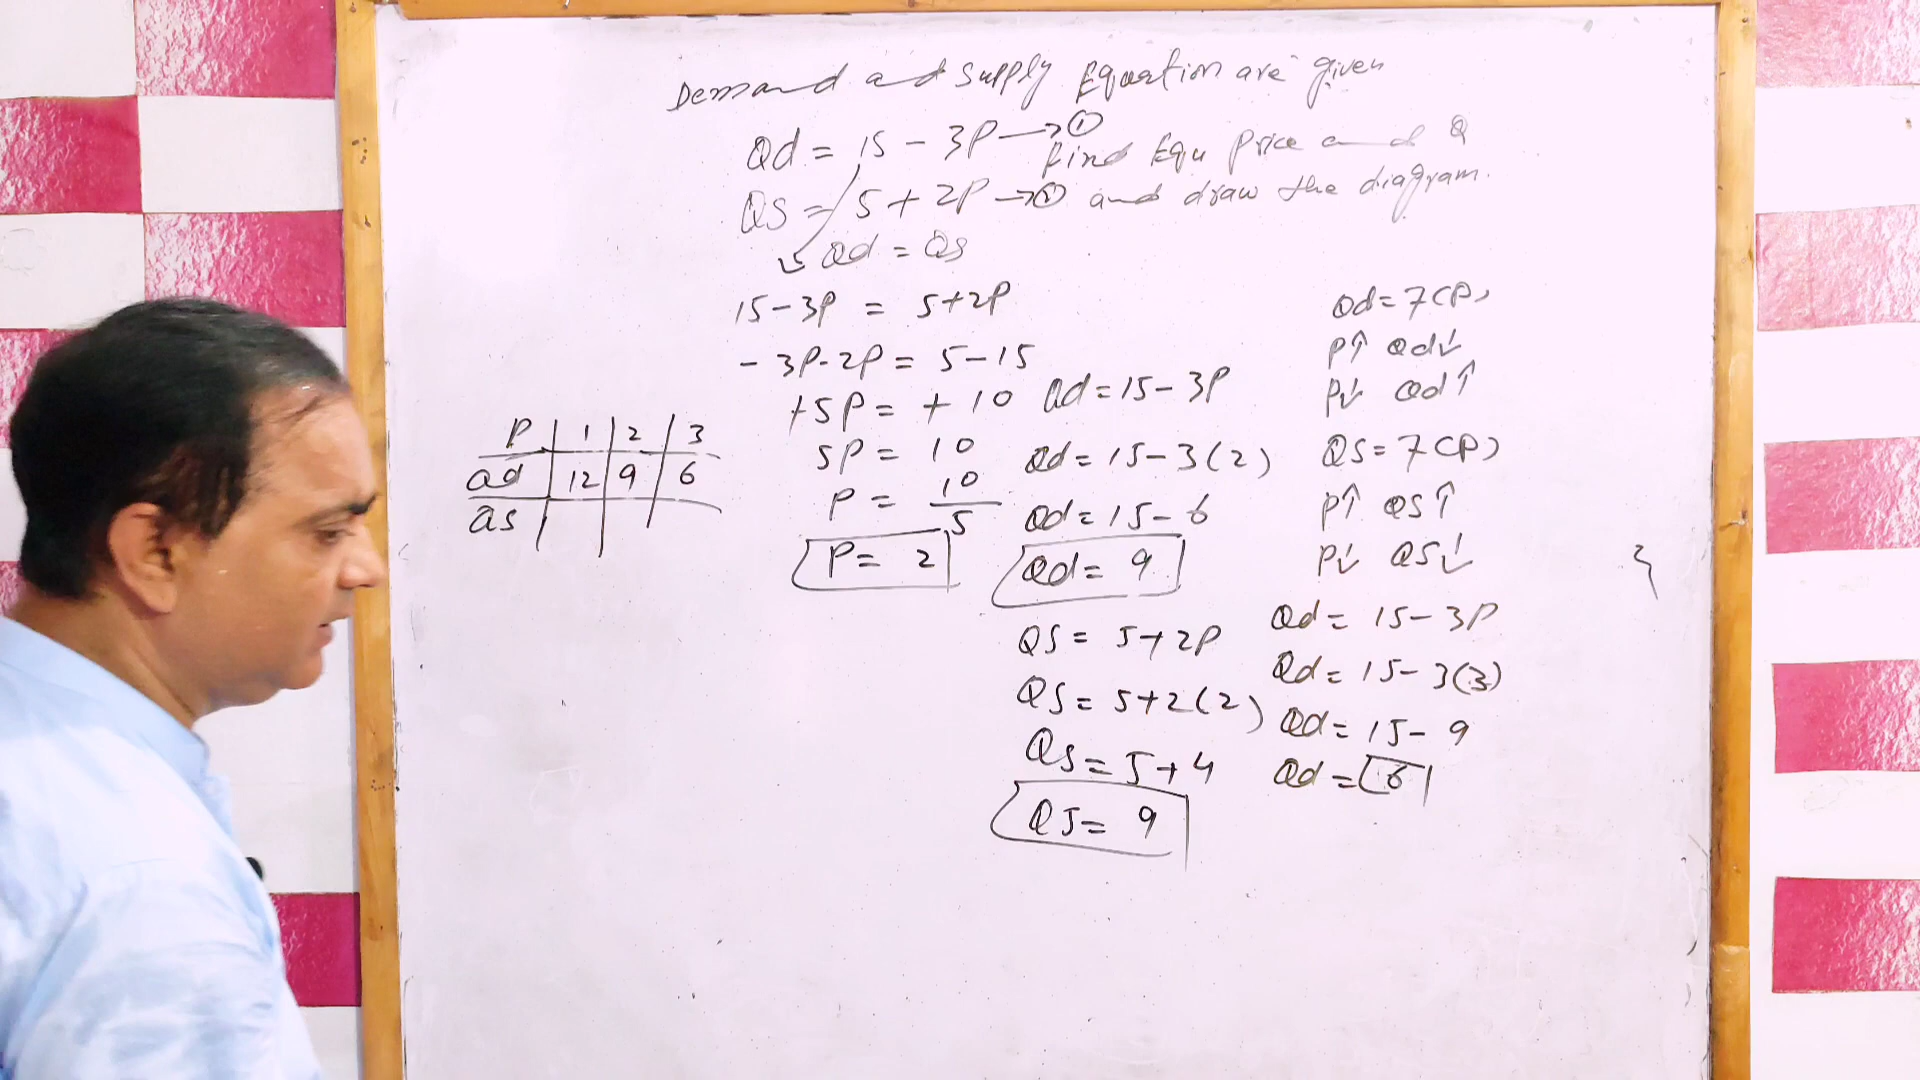 Demand and Supply Equation are given
Qd = 15 - 3P → ①
Find Equ Price and Q
QS = 5 + 2P → ① and draw the diagram.
Qd = QS
15 - 3P = 5 + 2P
- 3P - 2P = 5 - 15
+5P = + 10
5P = 10
P = 10/5
P = 2
P | 1 | 2 | 3
Qd | 12 | 9 | 6
QS
Qd = 15 - 3P
Qd = 15 - 3(2)
Qd = 15 - 6
Qd = 9
QS = 5 + 2P
QS = 5 + 2(2)
QS = 5 + 4
QS = 9
Qd = 7(P)
P↑ Qd↓
P↓ Qd↑
QS = 7(P)
P↑ QS↑
P↓ QS↓
Qd = 15 - 3P
Qd = 15 - 3(3)
Qd = 15 - 9
Qd = 6